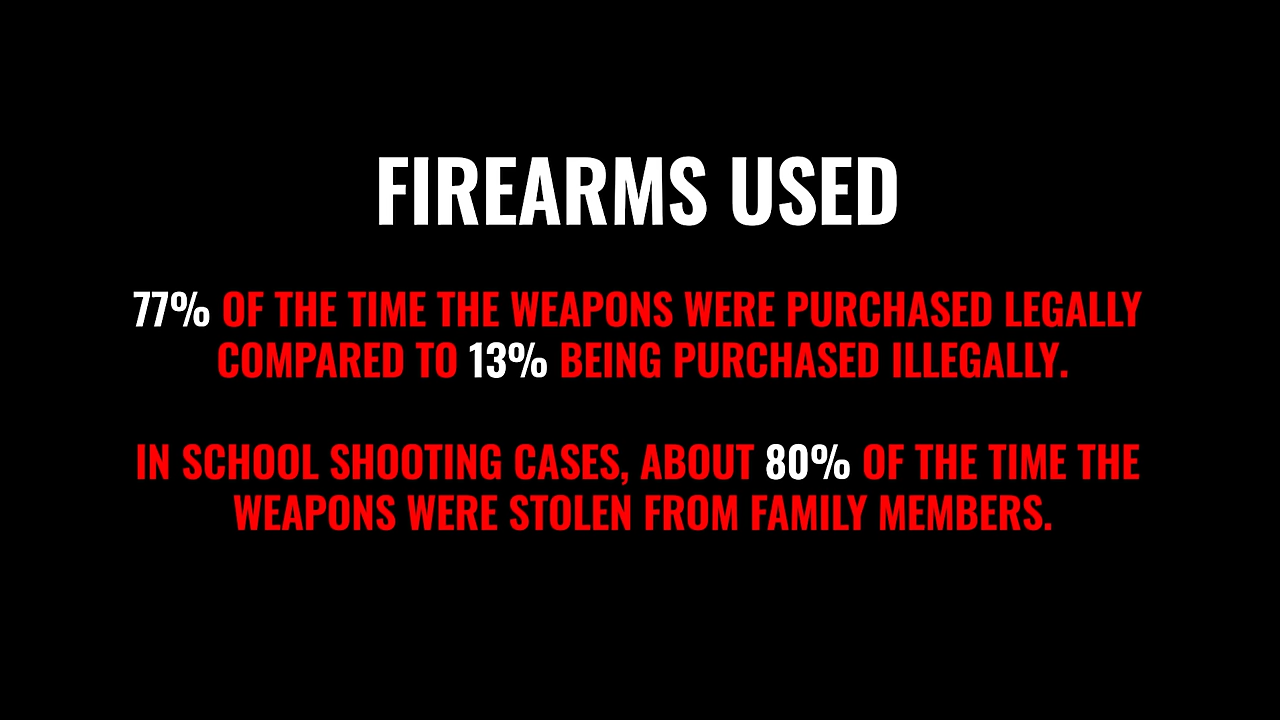 FIREARMS USED
77% OF THE TIME THE WEAPONS WERE PURCHASED LEGALLY
COMPARED TO 13% BEING PURCHASED ILLEGALLY.
IN SCHOOL SHOOTING CASES, ABOUT 80% OF THE TIME THE
WEAPONS WERE STOLEN FROM FAMILY MEMBERS.